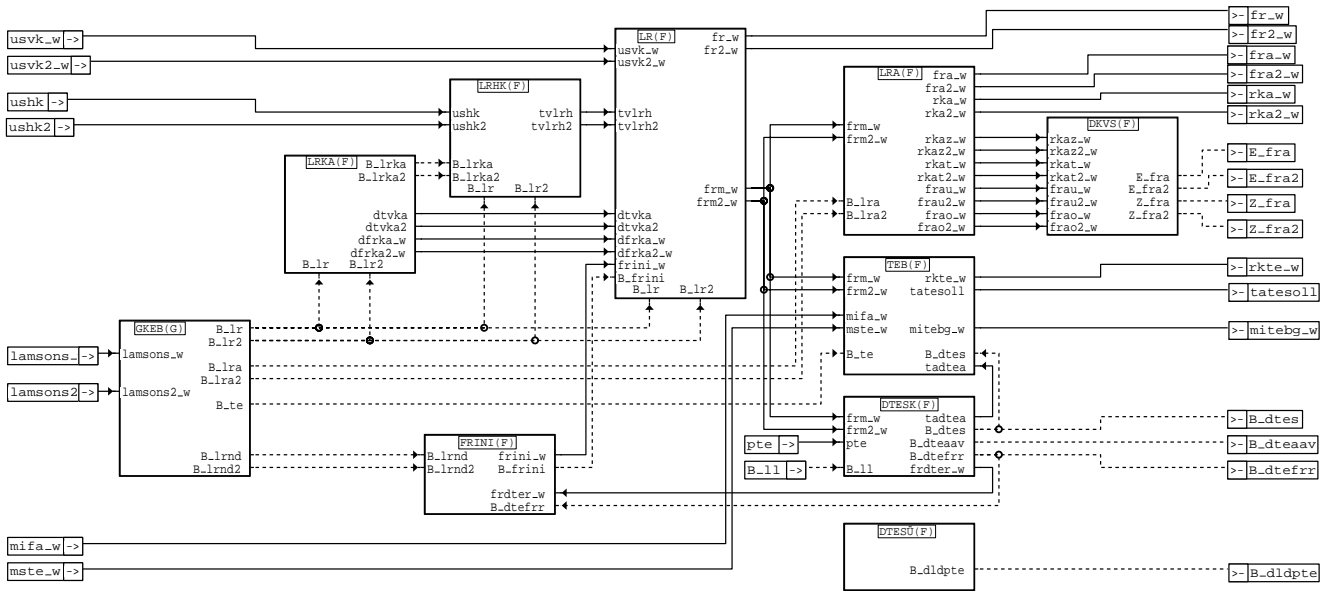 usvk_w ->
usvk2_w ->
ushk ->
ushk2 ->
lamsons_ ->
lamsons2 ->
mifa_w ->
mste_w ->
GKEB(G)
lamsons_w
lamsons2_w
B_lr
B_lr2
B_lra
B_lra2
B_te
B_lrnd
B_lrnd2
LRKA(F)
B_lrka
B_lrka2
dtvka
dtvka2
dfrka_w
dfrka2_w
B_lr B_lr2
LRHK(F)
ushk
ushk2
tvlrh
tvlrh2
B_lrka
B_lrka2
B_lr B_lr2
FRINI(F)
B_lrnd
B_lrnd2
frini_w
B_frini
frdter_w
B_dtefrr
LR(F)
usvk_w
usvk2_w
fr_w
fr2_w
tvlrh
tvlrh2
frm_w
frm2_w
dtvka
dtvka2
dfrka_w
dfrka2_w
frini_w
B_frini
B_lr B_lr2
LRA(F)
frm_w
frm2_w
B_lra
B_lra2
fra_w
fra2_w
rka_w
rka2_w
rkaz_w
rkaz2_w
rkat_w
rkat2_w
frau_w
frau2_w
frao_w
frao2_w
DKVS(F)
rkaz_w
rkaz2_w
rkat_w
rkat2_w
frau_w
frau2_w
frao_w
frao2_w
E_fra
E_fra2
Z_fra
Z_fra2
TEB(F)
frm_w
frm2_w
mifa_w
mste_w
B_te
rkte_w
tatesoll
mitebg_w
B_dtes
tadtea
pte ->
B_ll ->
DTESK(F)
frm_w
frm2_w
pte
B_ll
tadtea
B_dtes
B_dteaav
B_dtefrr
frdter_w
DTESÜ(F)
B_dldpte
>- fr_w
>- fr2_w
>- fra_w
>- fra2_w
>- rka_w
>- rka2_w
>- E_fra
>- E_fra2
>- Z_fra
>- Z_fra2
>- rkte_w
>- tatesoll
>- mitebg_w
>- B_dtes
>- B_dteaav
>- B_dtefrr
>- B_dldpte